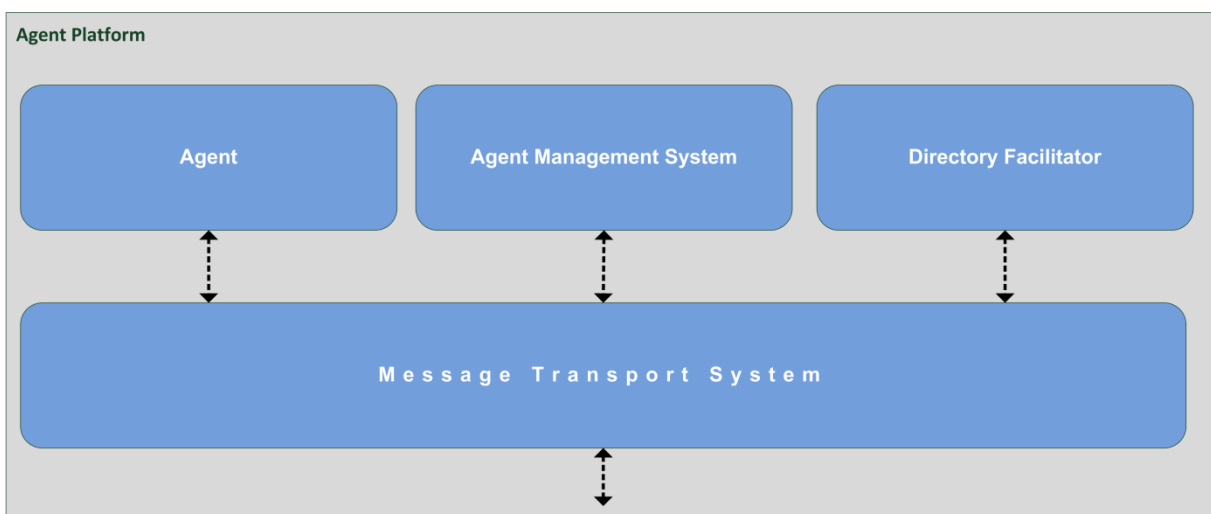 Agent Platform
Agent
Agent Management System
Directory Facilitator
Message Transport System